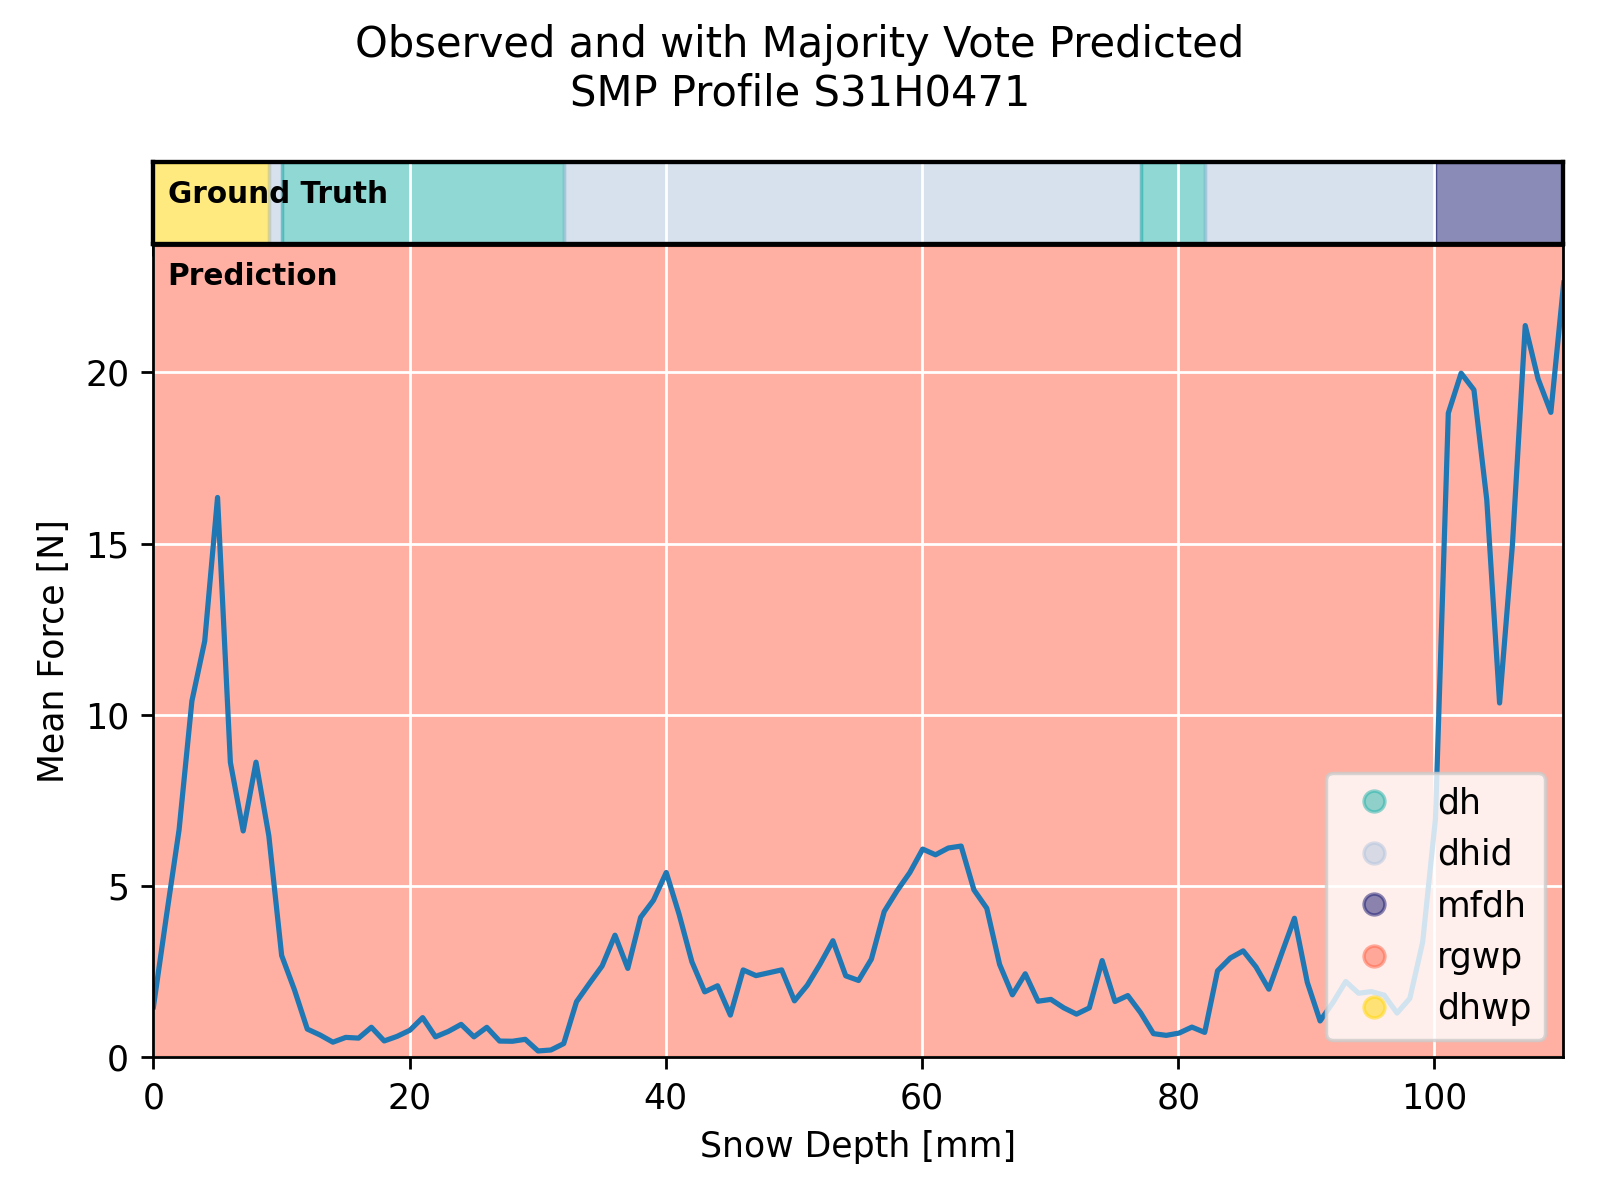 Observed and with Majority Vote Predicted
SMP Profile S31H0471
Ground Truth
Prediction
20
15
10
5
0
Mean Force [N]
dh
dhid
mfdh
rgwp
dhwp
0 20 40 60 80 100
Snow Depth [mm]